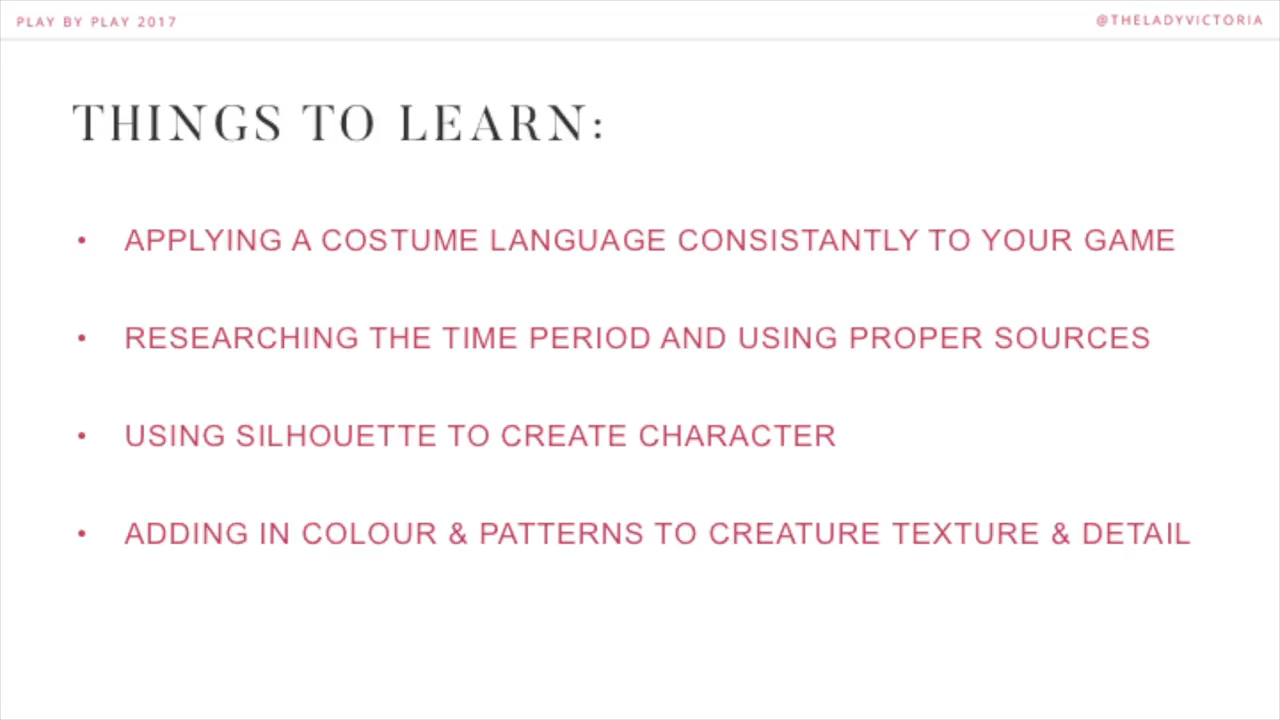 PLAY BY PLAY 2017
@THELADYVICTORIA
THINGS TO LEARN:
• APPLYING A COSTUME LANGUAGE CONSISTANTLY TO YOUR GAME
• RESEARCHING THE TIME PERIOD AND USING PROPER SOURCES
• USING SILHOUETTE TO CREATE CHARACTER
• ADDING IN COLOUR & PATTERNS TO CREATURE TEXTURE & DETAIL